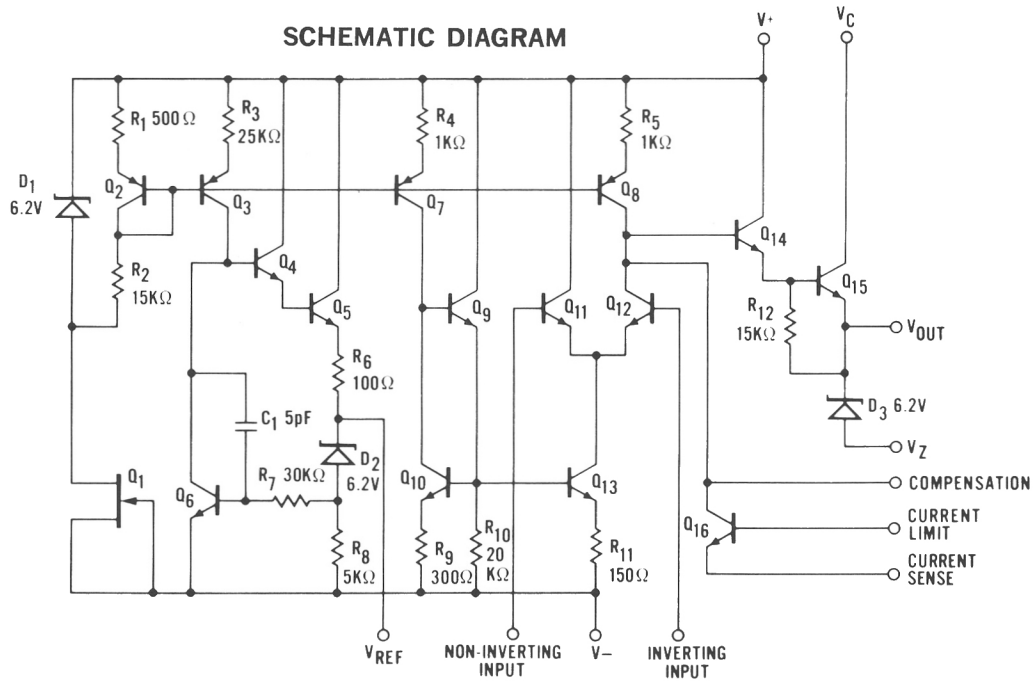 SCHEMATIC DIAGRAM
V+
VC
R1 500Ω
R3
25KΩ
R4
1KΩ
R5
1KΩ
D1
6.2V
Q2
Q3
Q7
Q8
Q14
R2
15KΩ
Q4
Q5
Q9
Q11
Q12
Q15
R12
15KΩ
VOUT
R6
100Ω
C1 5pF
D3 6.2V
VZ
D2
6.2V
Q1
Q6
R7 30KΩ
Q10
Q13
COMPENSATION
Q16
CURRENT
LIMIT
R8
5KΩ
R9
300Ω
R10
20
KΩ
R11
150Ω
CURRENT
SENSE
VREF
NON-INVERTING
INPUT
V−
INVERTING
INPUT